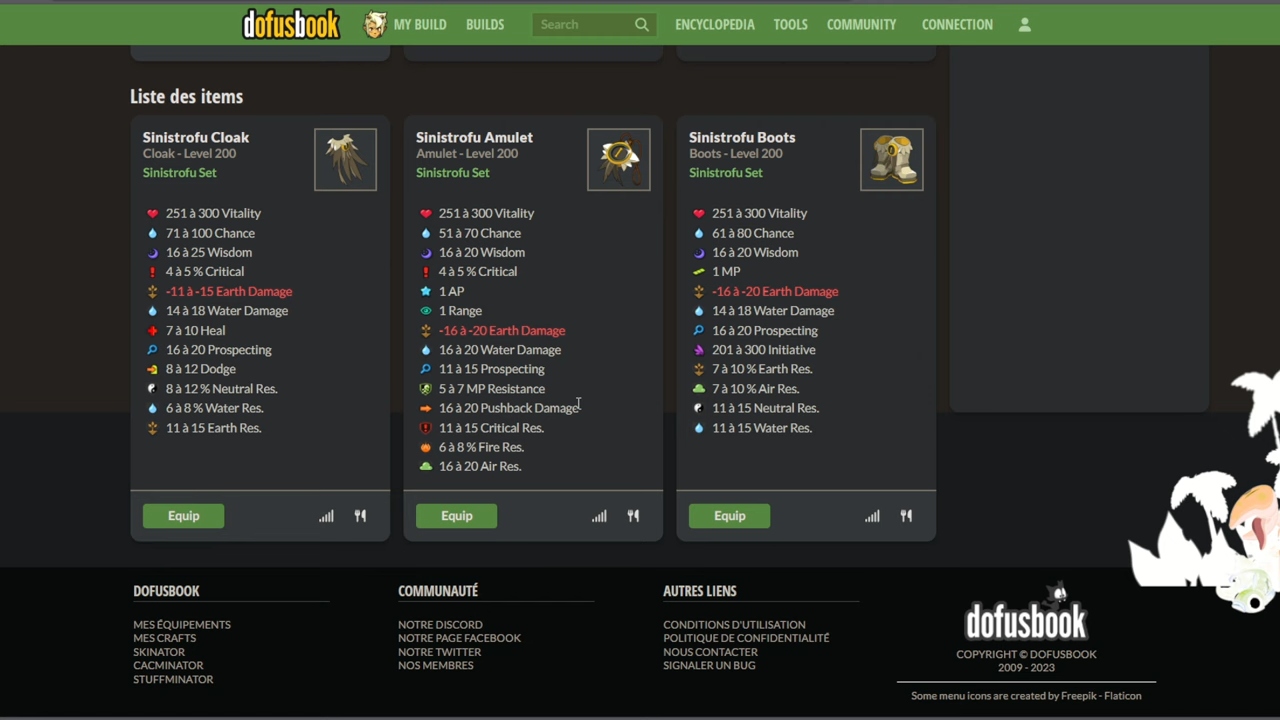 dofusbook
MY BUILD
BUILDS
Search
ENCYCLOPEDIA
TOOLS
COMMUNITY
CONNECTION
Liste des items
Sinistrofu Cloak
Cloak - Level 200
Sinistrofu Set
251 à 300 Vitality
71 à 100 Chance
16 à 25 Wisdom
4 à 5 % Critical
-11 à -15 Earth Damage
14 à 18 Water Damage
7 à 10 Heal
16 à 20 Prospecting
8 à 12 Dodge
8 à 12 % Neutral Res.
6 à 8 % Water Res.
11 à 15 Earth Res.
Equip
Sinistrofu Amulet
Amulet - Level 200
Sinistrofu Set
251 à 300 Vitality
51 à 70 Chance
16 à 20 Wisdom
4 à 5 % Critical
1 AP
1 Range
-16 à -20 Earth Damage
16 à 20 Water Damage
11 à 15 Prospecting
5 à 7 MP Resistance
16 à 20 Pushback Damage
11 à 15 Critical Res.
6 à 8 % Fire Res.
16 à 20 Air Res.
Equip
Sinistrofu Boots
Boots - Level 200
Sinistrofu Set
251 à 300 Vitality
61 à 80 Chance
16 à 20 Wisdom
1 MP
-16 à -20 Earth Damage
14 à 18 Water Damage
16 à 20 Prospecting
201 à 300 Initiative
7 à 10 % Earth Res.
7 à 10 % Air Res.
11 à 15 Neutral Res.
11 à 15 Water Res.
Equip
DOFUSBOOK
MES ÉQUIPEMENTS
MES CRAFTS
SKINATOR
CACMINATOR
STUFFMINATOR
COMMUNAUTÉ
NOTRE DISCORD
NOTRE PAGE FACEBOOK
NOTRE TWITTER
NOS MEMBRES
AUTRES LIENS
CONDITIONS D'UTILISATION
POLITIQUE DE CONFIDENTIALITÉ
NOUS CONTACTER
SIGNALER UN BUG
dofusbook
COPYRIGHT © DOFUSBOOK
2009 - 2023
Some menu icons are created by Freepik - Flaticon